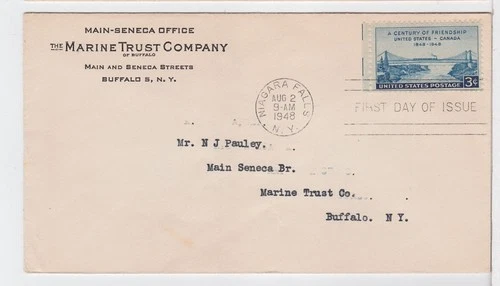 MAIN-SENECA OFFICE
THE MARINE TRUST COMPANY
OF BUFFALO
MAIN AND SENECA STREETS
BUFFALO 5, N. Y.
A CENTURY OF FRIENDSHIP
UNITED STATES - CANADA
1848-1948
UNITED STATES POSTAGE 3¢
NIAGARA FALLS
AUG 2
9-AM
1948
N.Y.
FIRST DAY OF ISSUE
Mr. N J Pauley.
Main Seneca Br.
Marine Trust Co.
Buffalo. NY.